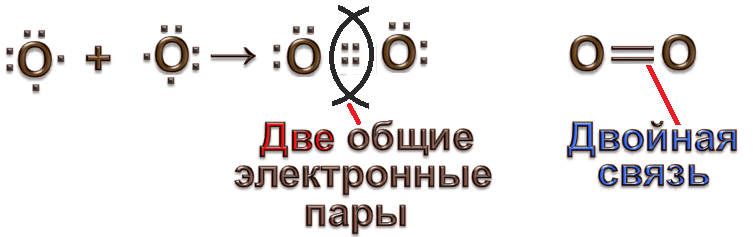 O + O → O :: O O=O
Две общие
электронные
пары
Двойная
связь